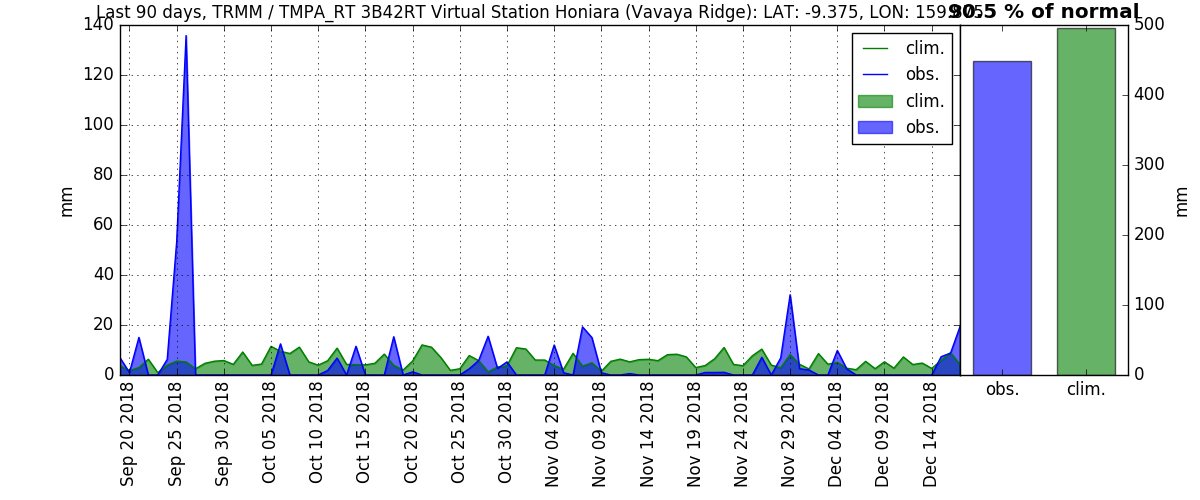 Last 90 days, TRMM / TMPA_RT 3B42RT Virtual Station Honiara (Vavaya Ridge): LAT: -9.375, LON:
90.5 % of normal
140
120
100
80
60
40
20
0
mm
clim.
obs.
clim.
obs.
500
400
300
200
100
0
mm
obs.
clim.
Sep 20 2018
Sep 25 2018
Sep 30 2018
Oct 05 2018
Oct 10 2018
Oct 15 2018
Oct 20 2018
Oct 25 2018
Oct 30 2018
Nov 04 2018
Nov 09 2018
Nov 14 2018
Nov 19 2018
Nov 24 2018
Nov 29 2018
Dec 04 2018
Dec 09 2018
Dec 14 2018